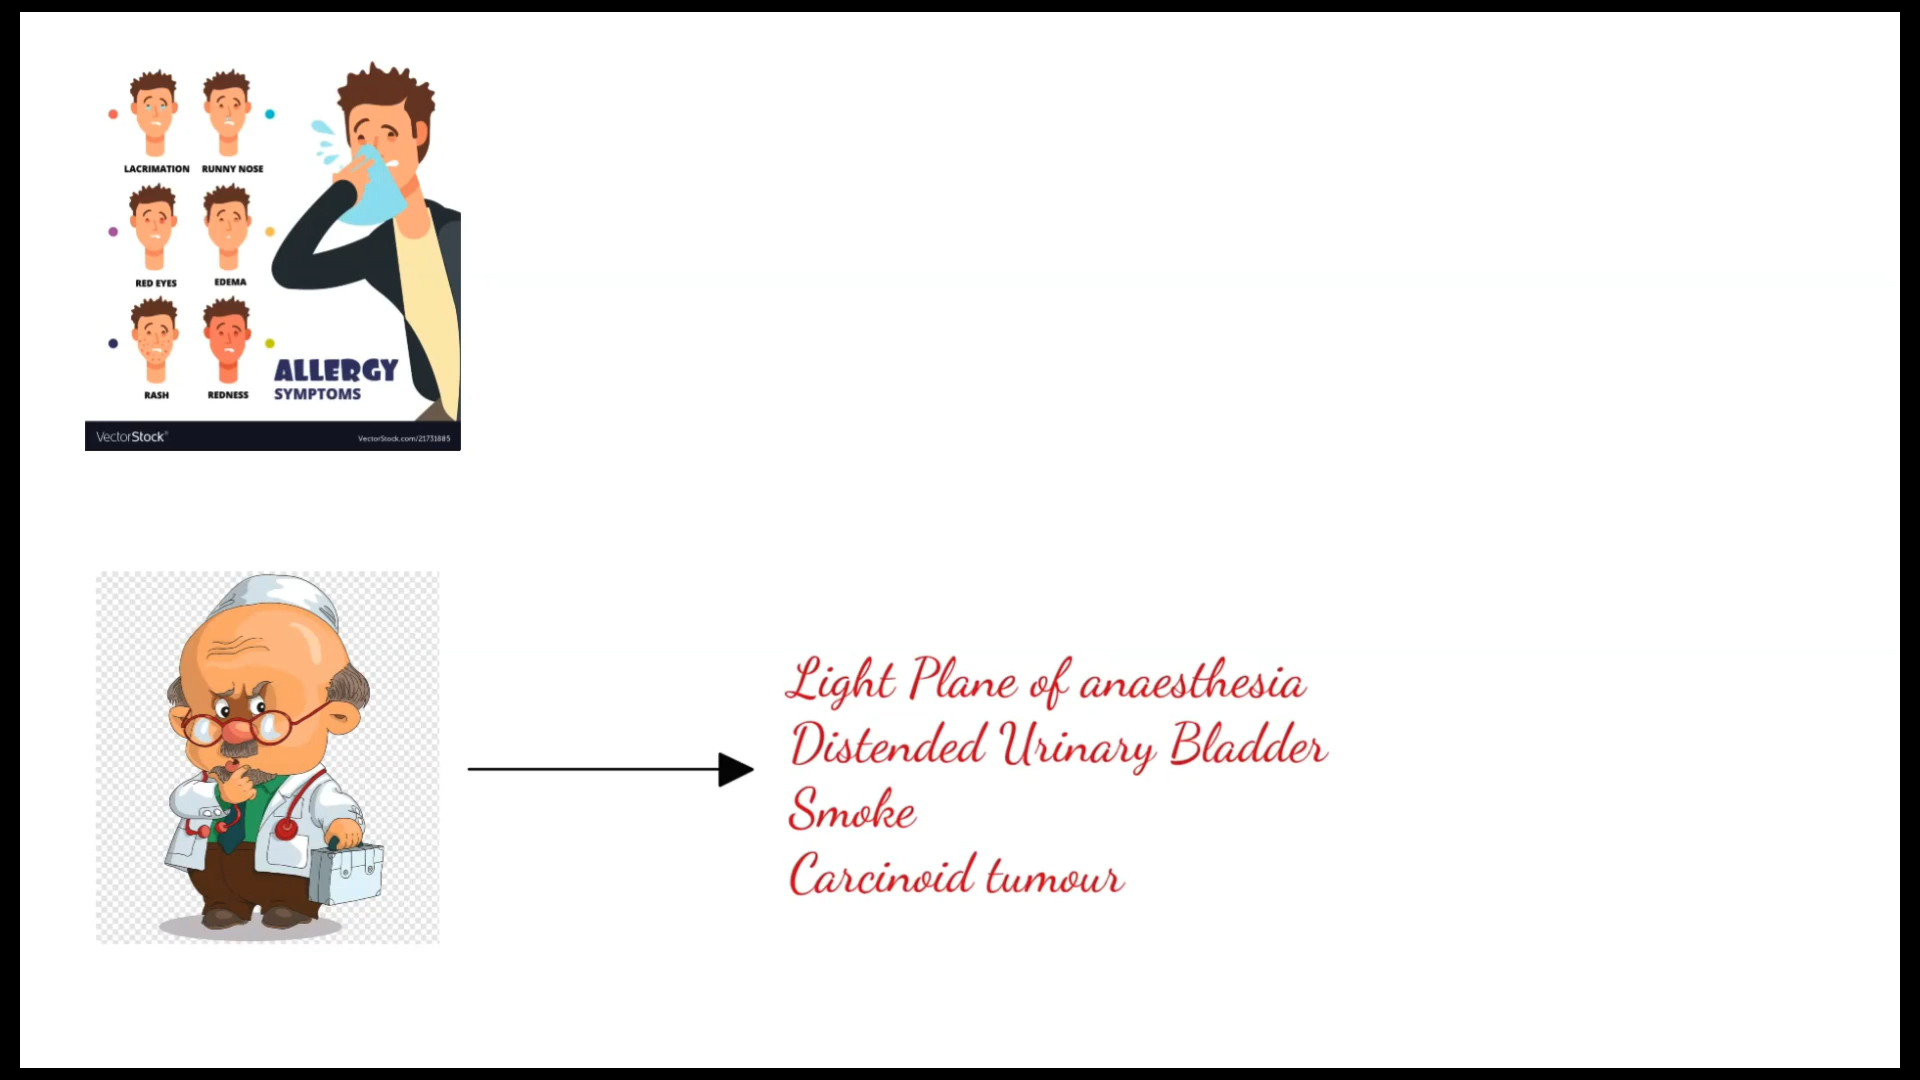 LACRIMATION RUNNY NOSE
RED EYES EDEMA
RASH REDNESS
ALLERGY
SYMPTOMS
VectorStock®
VectorStock.com/21731885
Light Plane of anaesthesia
Distended Urinary Bladder
Smoke
Carcinoid tumour